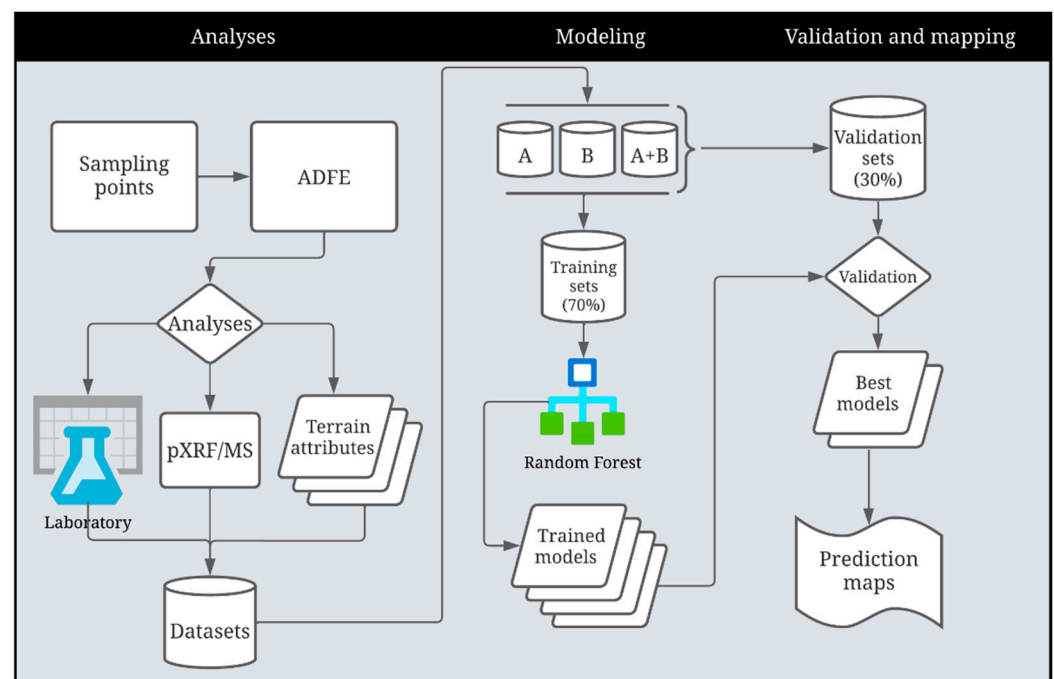 Analyses
Modeling
Validation and mapping
Sampling
points
ADFE
Analyses
Laboratory
pXRF/MS
Terrain
attributes
Datasets
A
B
A+B
Training
sets
(70%)
Random Forest
Trained
models
Validation
sets
(30%)
Validation
Best
models
Prediction
maps